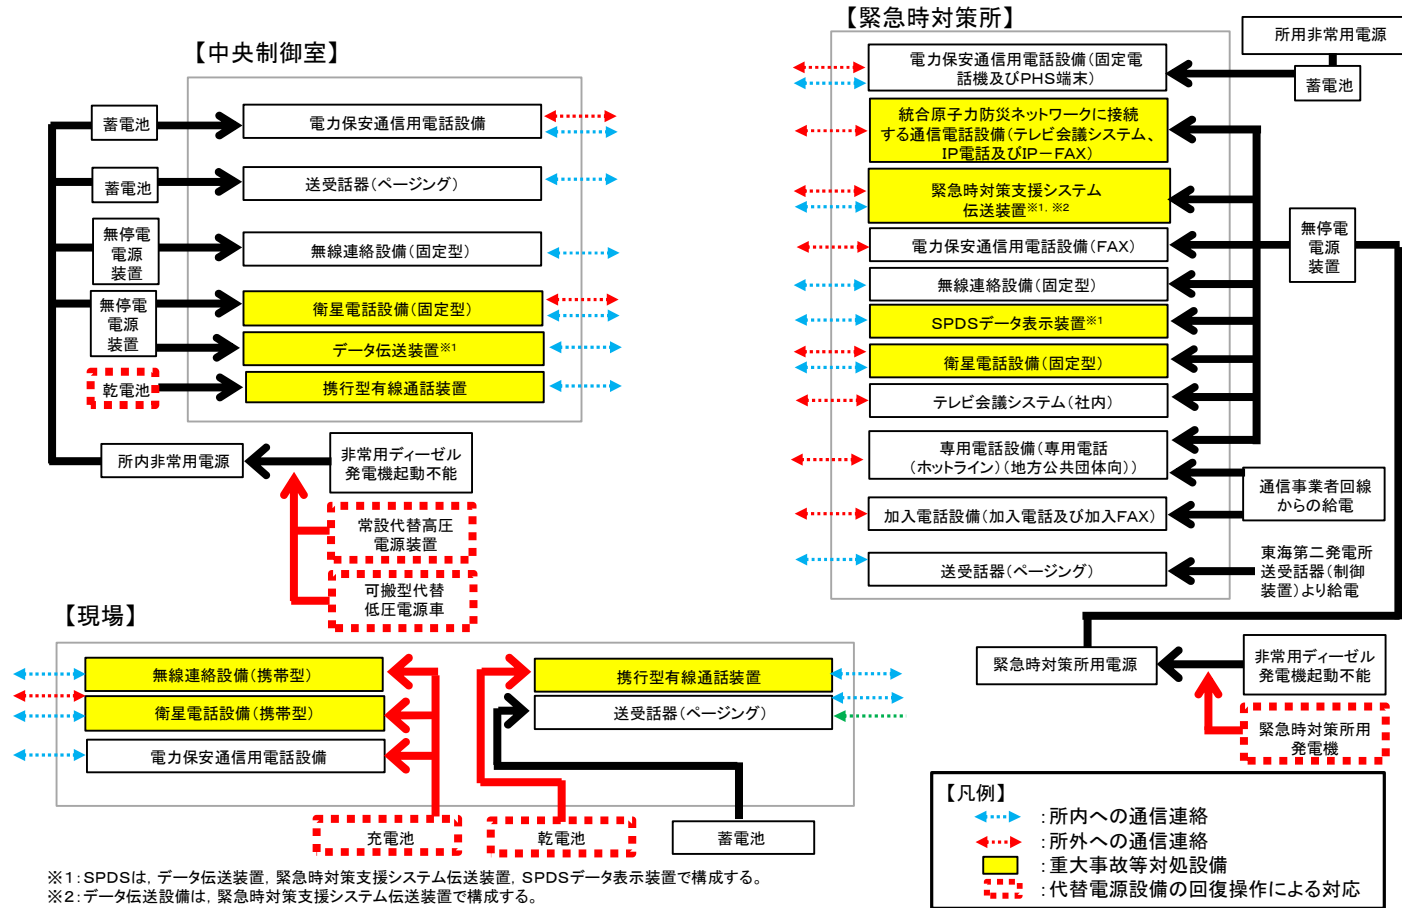 【中央制御室】
蓄電池
電力保安通信用電話設備
蓄電池
送受話器(ページング)
無停電
電源
装置
無線連絡設備(固定型)
無停電
電源
装置
衛星電話設備(固定型)
データ伝送装置※1
乾電池
携行型有線通話装置
所内非常用電源
非常用ディーゼル
発電機起動不能
常設代替高圧
電源装置
可搬型代替
低圧電源車
【緊急時対策所】
所用非常用電源
蓄電池
電力保安通信用電話設備(固定電
話機及びPHS端末)
統合原子力防災ネットワークに接続
する通信電話設備(テレビ会議システム、
IP電話及びIP-FAX)
緊急時対策支援システム
伝送装置※1, ※2
電力保安通信用電話設備(FAX)
無線連絡設備(固定型)
SPDSデータ表示装置※1
衛星電話設備(固定型)
テレビ会議システム(社内)
専用電話設備(専用電話
(ホットライン)(地方公共団体向))
加入電話設備(加入電話及び加入FAX)
送受話器(ページング)
無停電
電源
装置
通信事業者回線
からの給電
東海第二発電所
送受話器(制御
装置)より給電
緊急時対策所用電源
非常用ディーゼル
発電機起動不能
緊急時対策所用
発電機
【現場】
無線連絡設備(携帯型)
衛星電話設備(携帯型)
電力保安通信用電話設備
携行型有線通話装置
送受話器(ページング)
充電池
乾電池
蓄電池
【凡例】
:所内への通信連絡
:所外への通信連絡
:重大事故等対処設備
:代替電源設備の回復操作による対応
※1:SPDSは,データ伝送装置,緊急時対策支援システム伝送装置,SPDSデータ表示装置で構成する。
※2:データ伝送設備は,緊急時対策支援システム伝送装置で構成する。